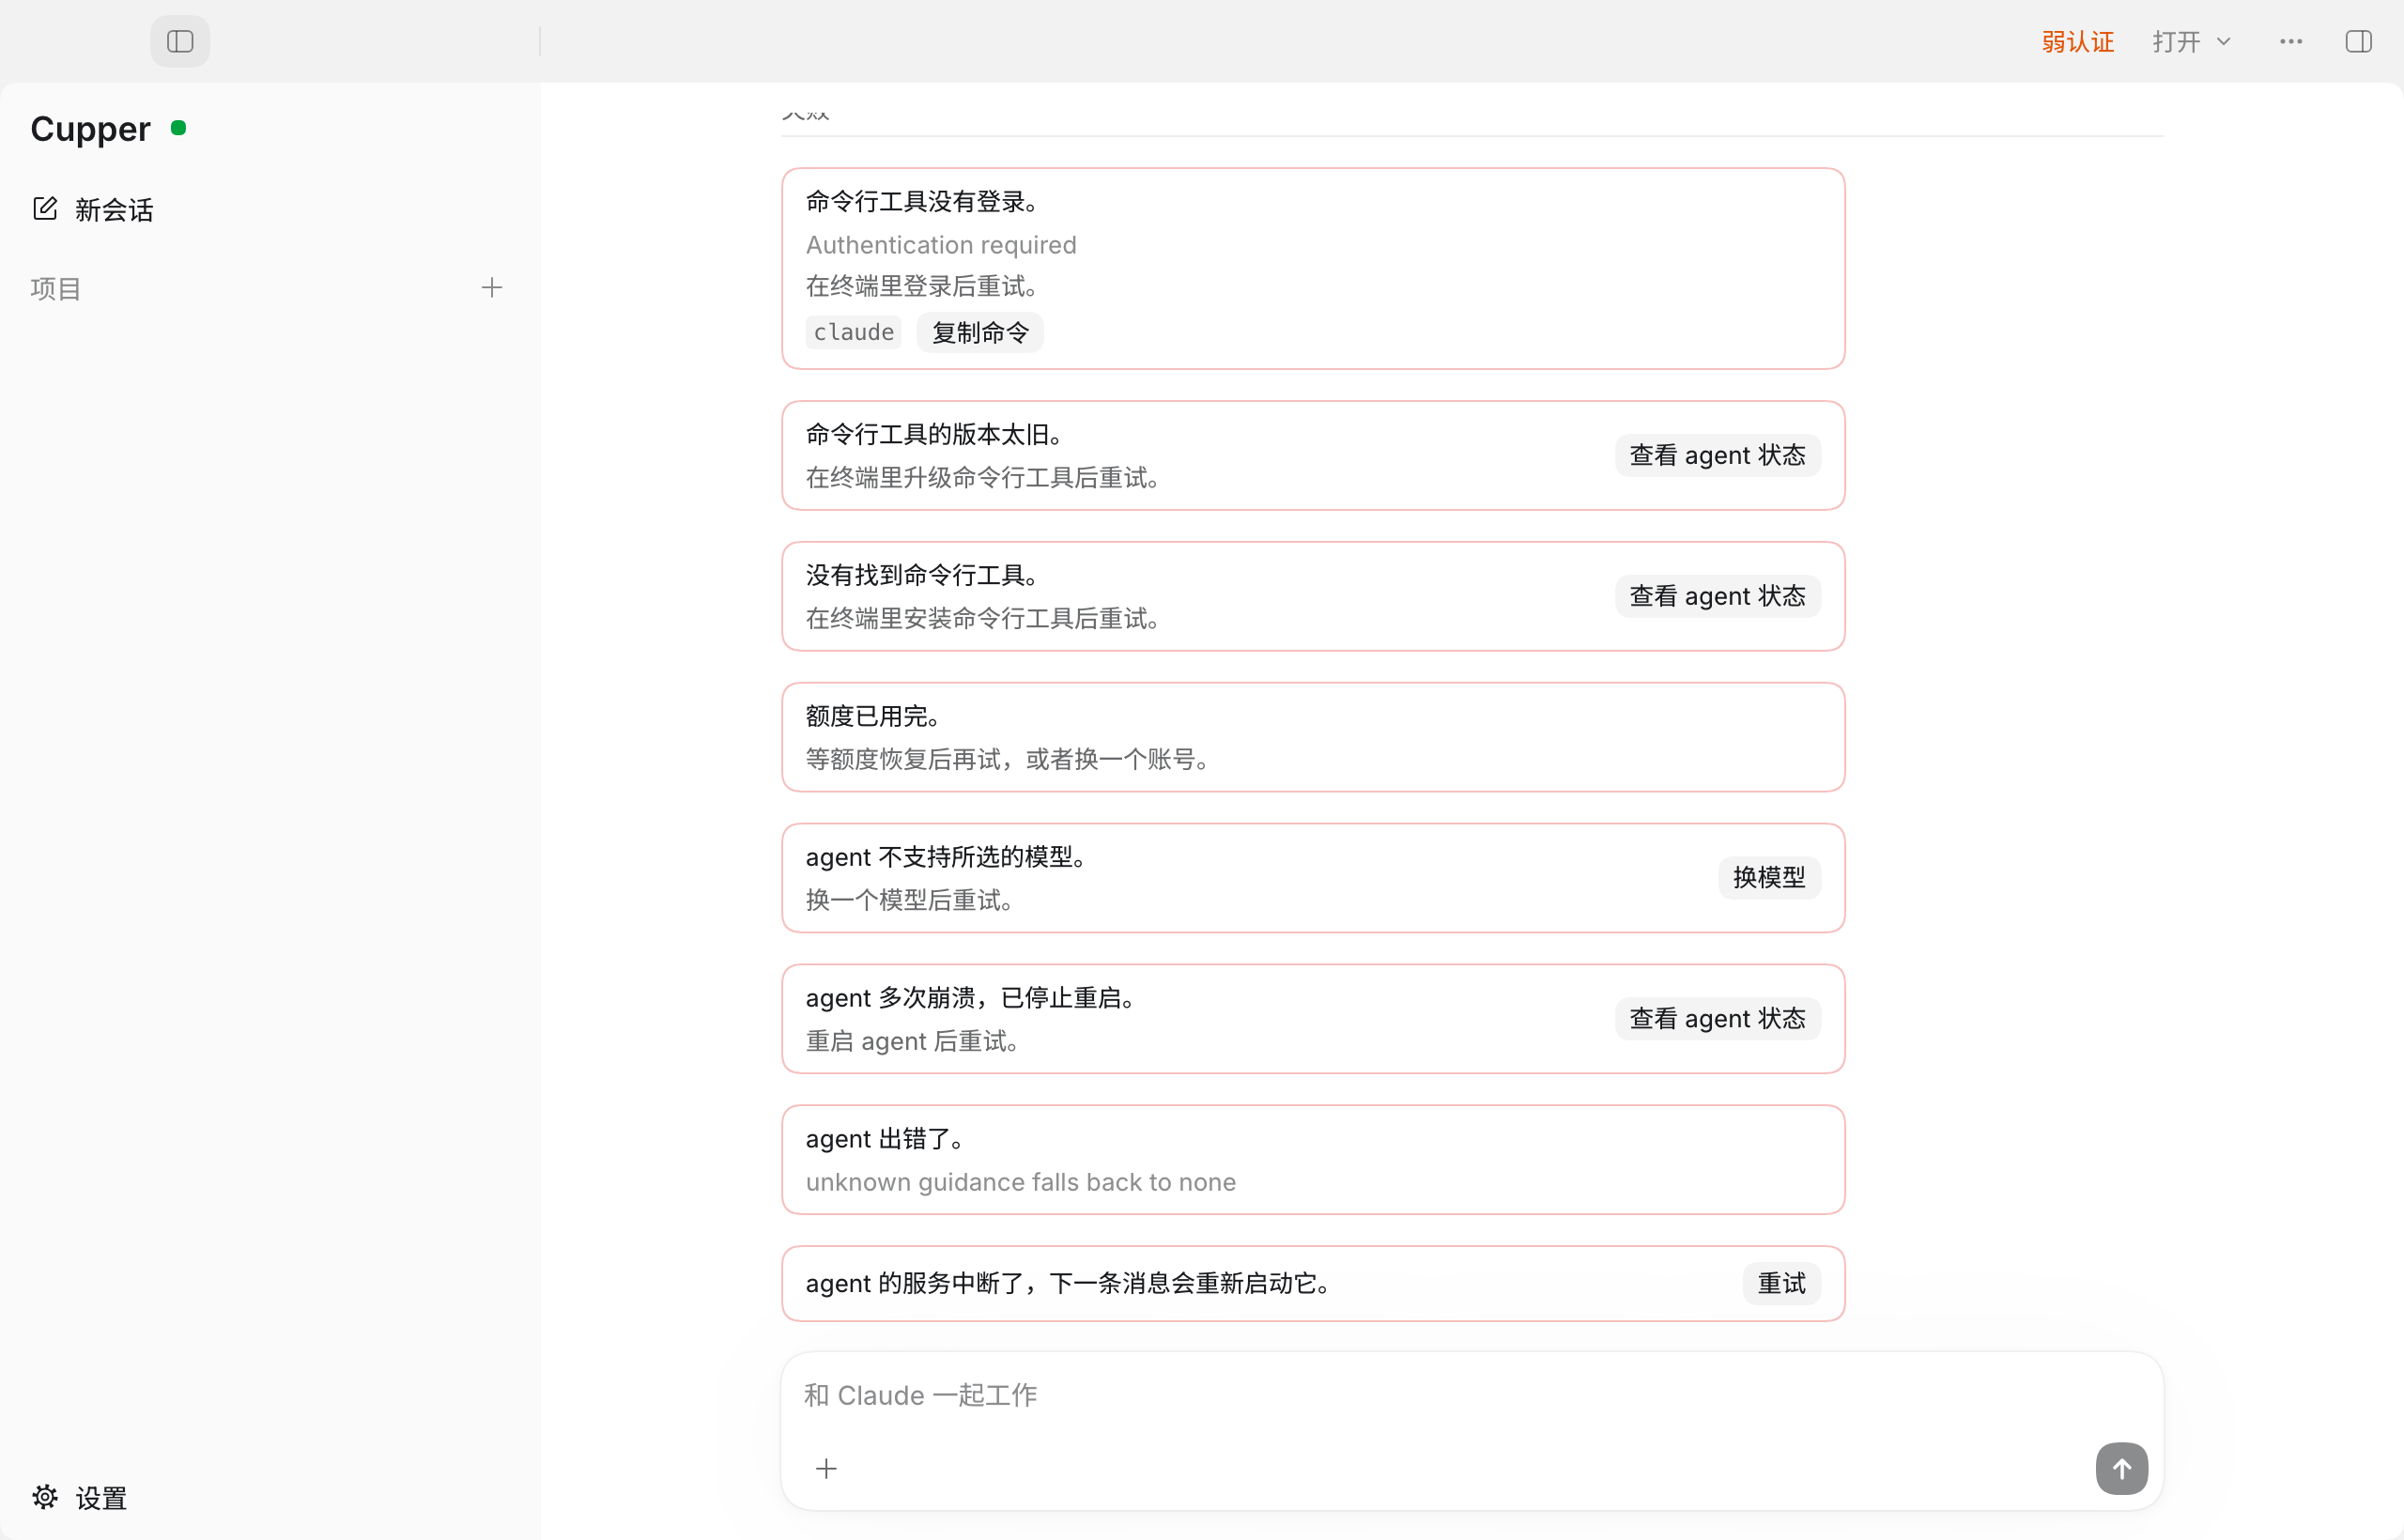 弱认证
打开
Cupper
新会话
项目
命令行工具没有登录。
Authentication required
在终端里登录后重试。
claude 复制命令
命令行工具的版本太旧。
在终端里升级命令行工具后重试。
查看 agent 状态
没有找到命令行工具。
在终端里安装命令行工具后重试。
查看 agent 状态
额度已用完。
等额度恢复后再试，或者换一个账号。
agent 不支持所选的模型。
换一个模型后重试。
换模型
agent 多次崩溃，已停止重启。
重启 agent 后重试。
查看 agent 状态
agent 出错了。
unknown guidance falls back to none
agent 的服务中断了，下一条消息会重新启动它。
重试
和 Claude 一起工作
设置